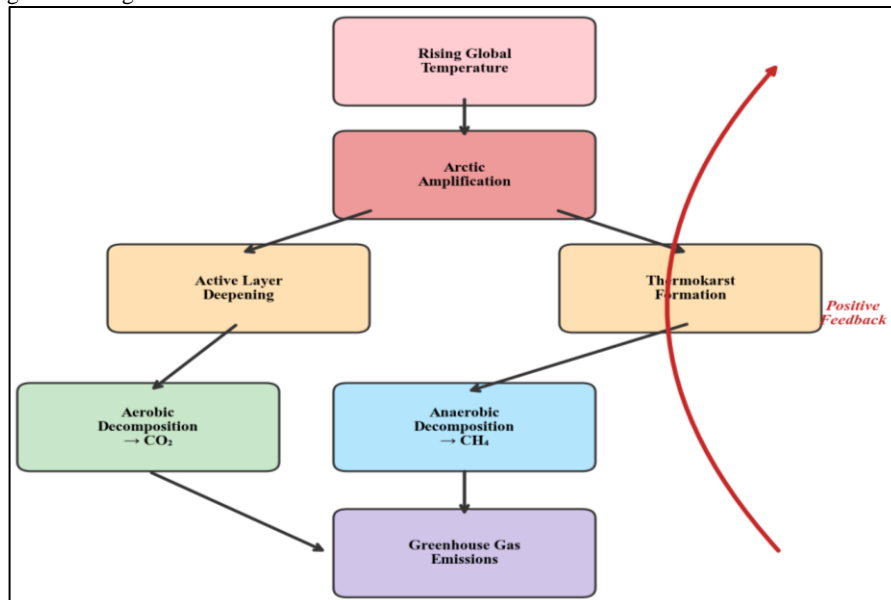 Rising Global
Temperature
Arctic
Amplification
Active Layer
Deepening
Thermokarst
Formation
Positive
Feedback
Aerobic
Decomposition
→ CO₂
Anaerobic
Decomposition
→ CH₄
Greenhouse Gas
Emissions